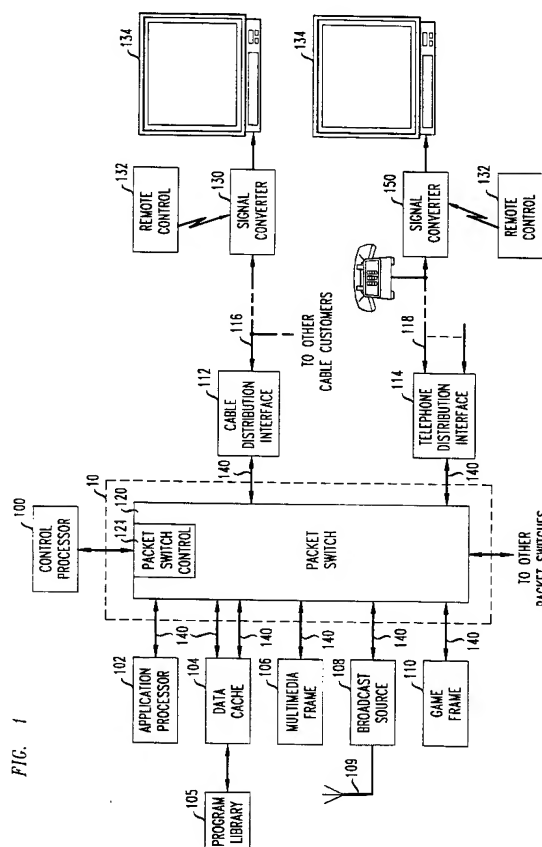 FIG. 1
100
CONTROL
PROCESSOR
10
120
121
PACKET
SWITCH
CONTROL
PACKET
SWITCH
102
APPLICATION
PROCESSOR
140
104
DATA
CACHE
140
140
105
PROGRAM
LIBRARY
106
MULTIMEDIA
FRAME
140
108
BROADCAST
SOURCE
140
109
110
GAME
FRAME
140
TO OTHER
PACKET SWITCHES
112
CABLE
DISTRIBUTION
INTERFACE
140
116
TO OTHER
CABLE CUSTOMERS
132
REMOTE
CONTROL
130
SIGNAL
CONVERTER
134
114
TELEPHONE
DISTRIBUTION
INTERFACE
140
118
150
SIGNAL
CONVERTER
132
REMOTE
CONTROL
134